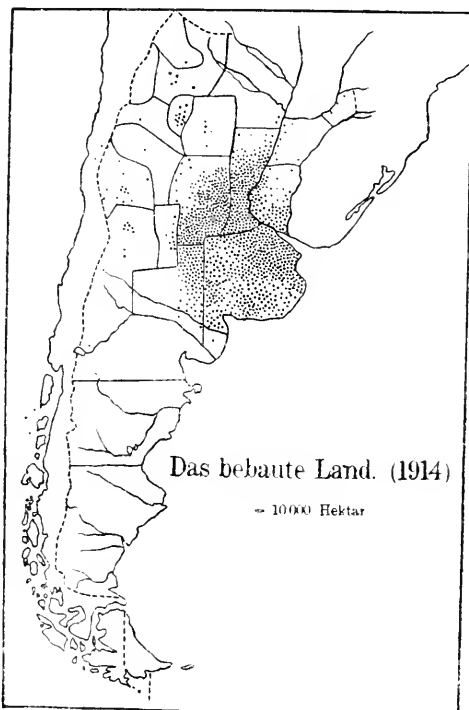 Das bebaute Land. (1914)
= 10000 Hektar